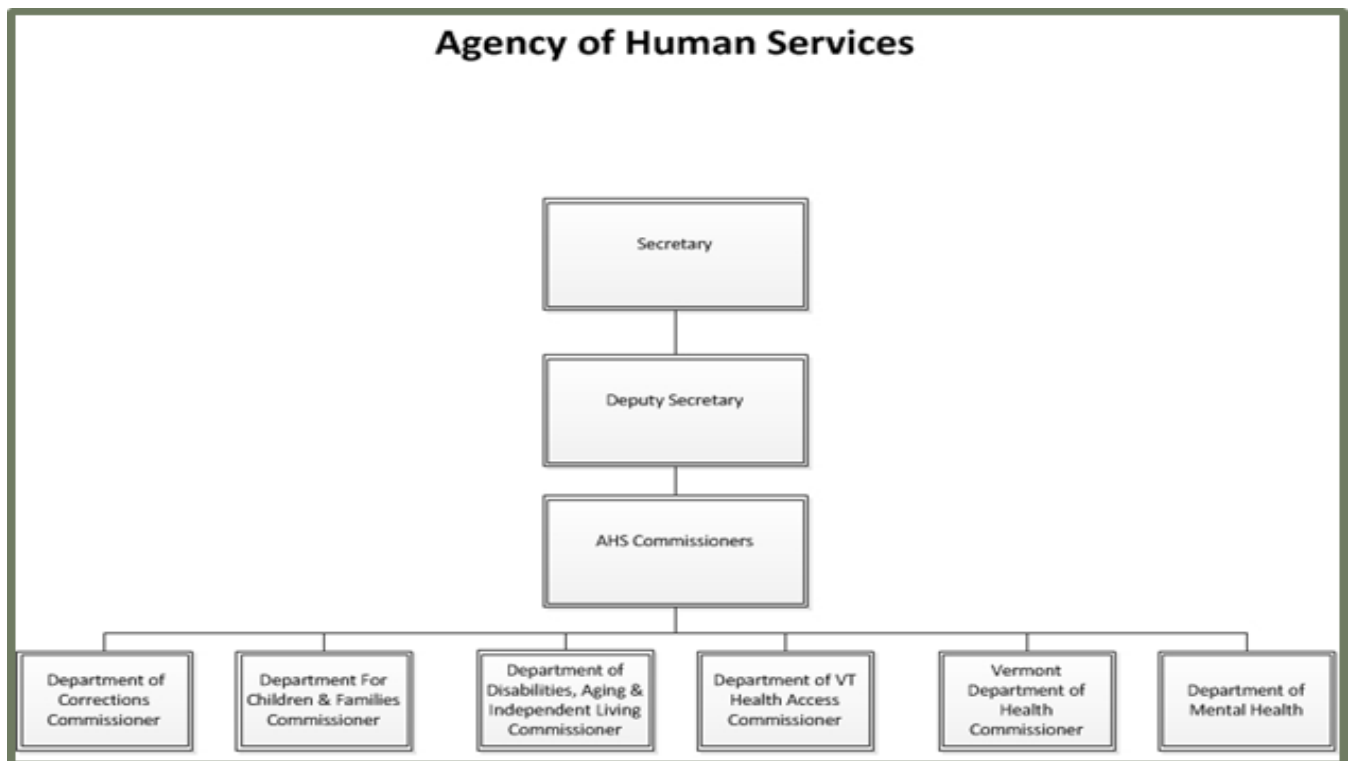 Agency of Human Services
Secretary
Deputy Secretary
AHS Commissioners
Department of
Corrections
Commissioner
Department For
Children & Families
Commissioner
Department of
Disabilities, Aging &
Independent Living
Commissioner
Department of VT
Health Access
Commissioner
Vermont
Department of
Health
Commissioner
Department of
Mental Health